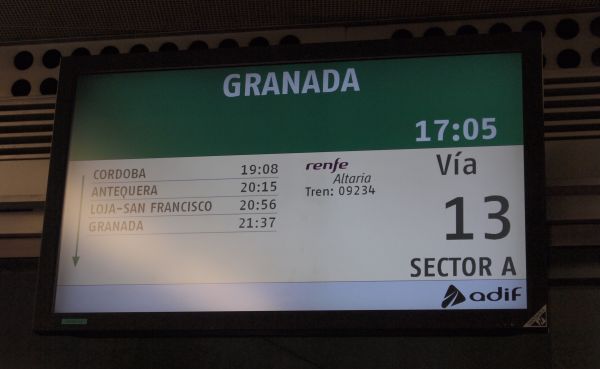 GRANADA
17:05
CORDOBA 19:08
ANTEQUERA 20:15
LOJA-SAN FRANCISCO 20:56
GRANADA 21:37
renfe
Altaria
Tren: 09234
Vía
13
SECTOR A
adif